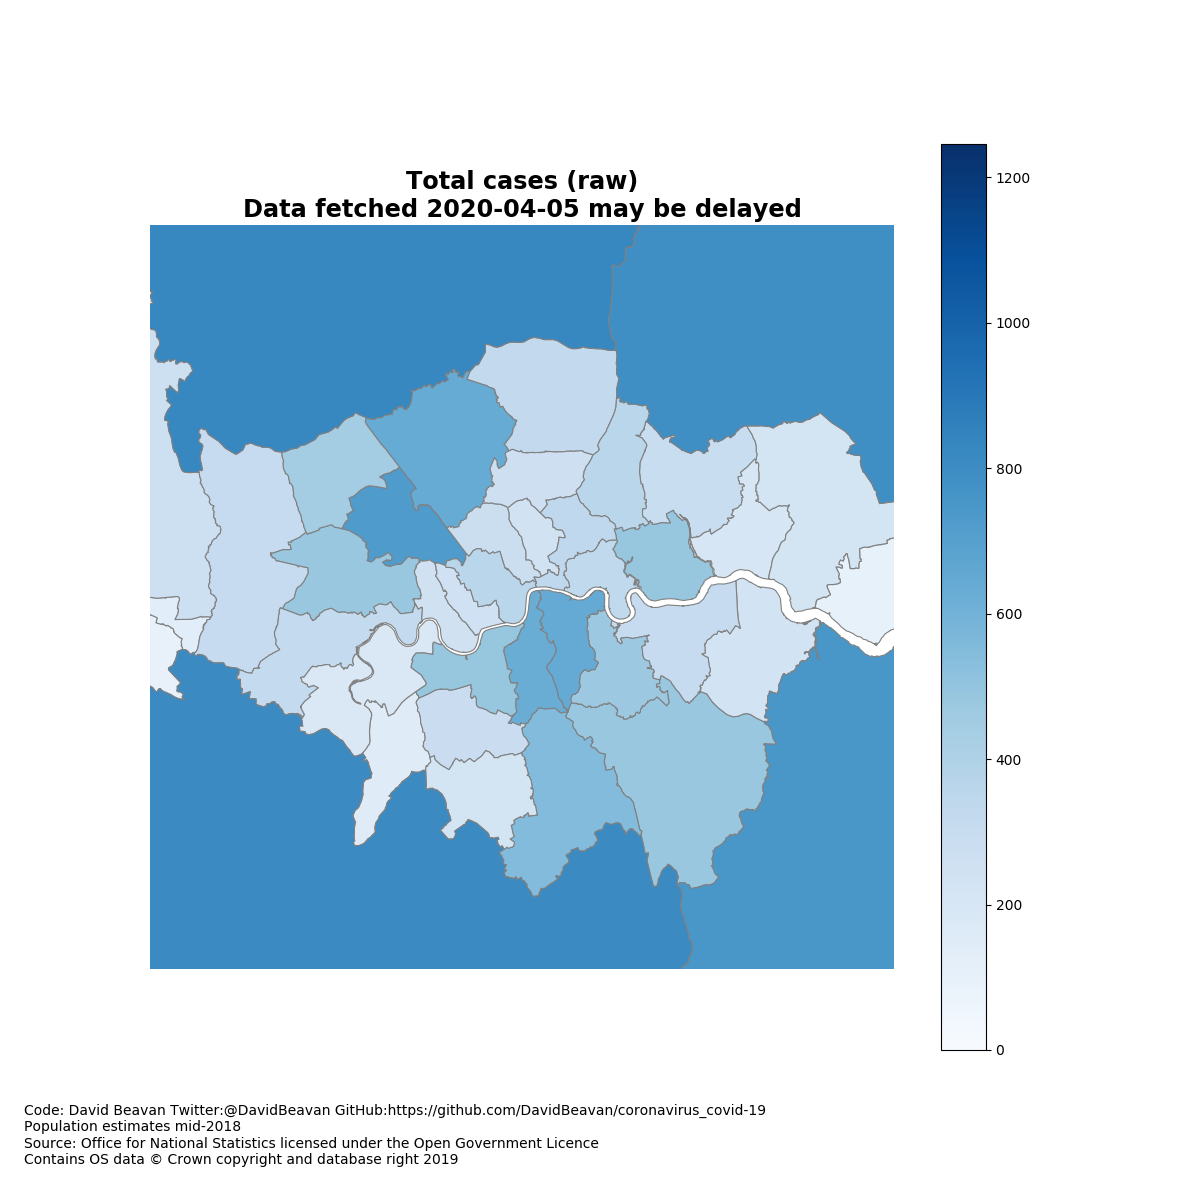 Total cases (raw)
Data fetched 2020-04-05 may be delayed
1200
1000
800
600
400
200
0
Code: David Beavan Twitter:@DavidBeavan GitHub:https://github.com/DavidBeavan/coronavirus_covid-19
Population estimates mid-2018
Source: Office for National Statistics licensed under the Open Government Licence
Contains OS data © Crown copyright and database right 2019